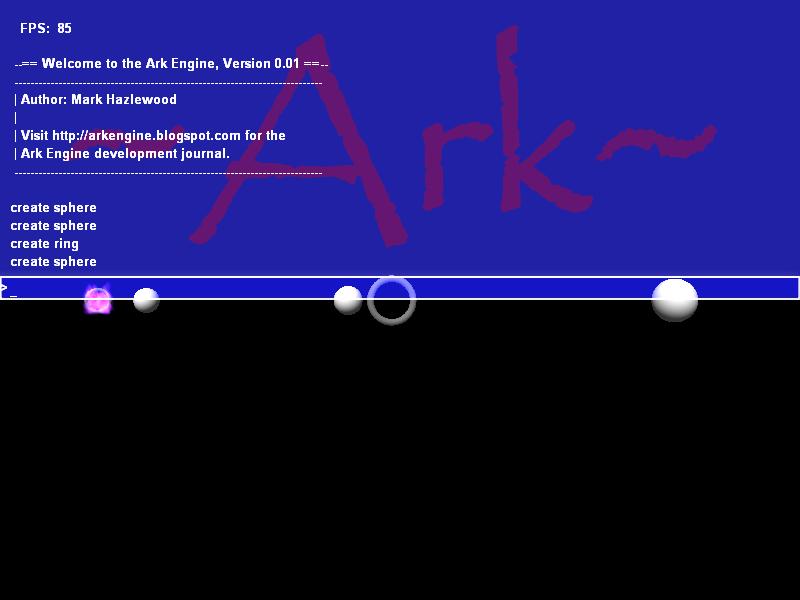 FPS: 85
~Ark~
--== Welcome to the Ark Engine, Version 0.01 ==--
-----------------------------------------------------------------------------
| Author: Mark Hazlewood
|
| Visit http://arkengine.blogspot.com for the
| Ark Engine development journal.
-----------------------------------------------------------------------------
create sphere
create sphere
create ring
create sphere
>_